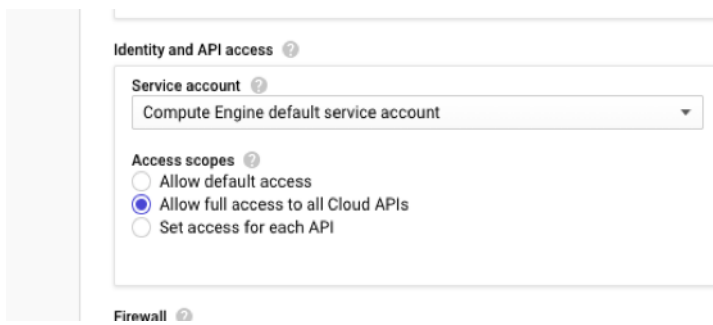 Identity and API access
Service account
Compute Engine default service account
Access scopes
Allow default access
Allow full access to all Cloud APIs
Set access for each API
Firewall